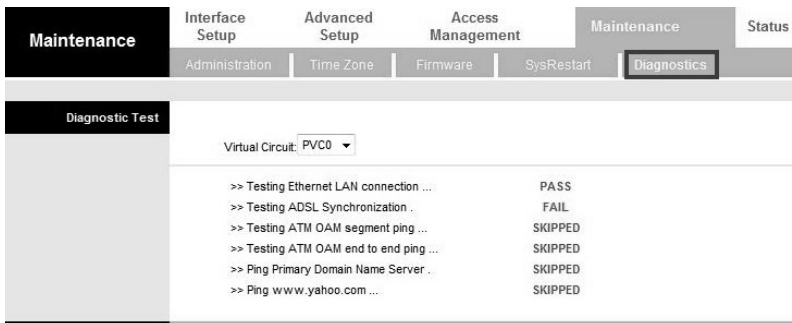 Maintenance
Interface Setup
Advanced Setup
Access Management
Maintenance
Status
Administration
Time Zone
Firmware
SysRestart
Diagnostics
Diagnostic Test
Virtual Circuit: PVC0
>> Testing Ethernet LAN connection ... PASS
>> Testing ADSL Synchronization . FAIL
>> Testing ATM OAM segment ping ... SKIPPED
>> Testing ATM OAM end to end ping ... SKIPPED
>> Ping Primary Domain Name Server . SKIPPED
>> Ping www.yahoo.com ... SKIPPED